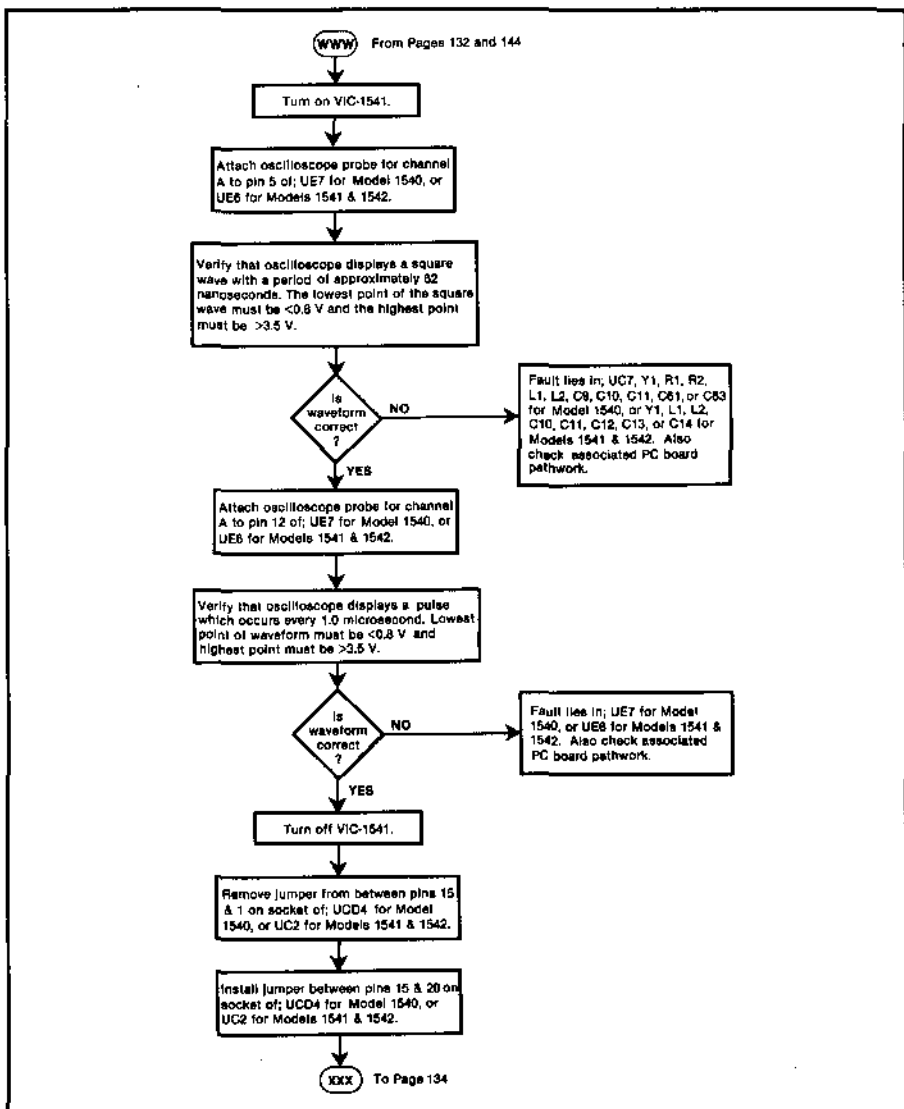 WWW From Pages 132 and 144
Turn on VIC-1541.
Attach oscilloscope probe for channel
A to pin 5 of; UE7 for Model 1540, or
UE6 for Models 1541 & 1542.
Verify that oscilloscope displays a square
wave with a period of approximately 62
nanoseconds. The lowest point of the square
wave must be <0.8 V and the highest point
must be >3.5 V.
Is
waveform
correct
?
NO
Fault lies in; UC7, Y1, R1, R2,
L1, L2, C9, C10, C11, C61, or C63
for Model 1540, or Y1, L1, L2,
C10, C11, C12, C13, or C14 for
Models 1541 & 1542. Also
check associated PC board
pathwork.
YES
Attach oscilloscope probe for channel
A to pin 12 of; UE7 for Model 1540, or
UE6 for Models 1541 & 1542.
Verify that oscilloscope displays a pulse
which occurs every 1.0 microsecond. Lowest
point of waveform must be <0.8 V and
highest point must be >3.5 V.
Is
waveform
correct
?
NO
Fault lies in; UE7 for Model
1540, or UE6 for Models 1541 &
1542. Also check associated
PC board pathwork.
YES
Turn off VIC-1541.
Remove jumper from between pins 15
& 1 on socket of; UCD4 for Model
1540, or UC2 for Models 1541 & 1542.
Install jumper between pins 15 & 20 on
socket of; UCD4 for Model 1540, or
UC2 for Models 1541 & 1542.
XXX To Page 134